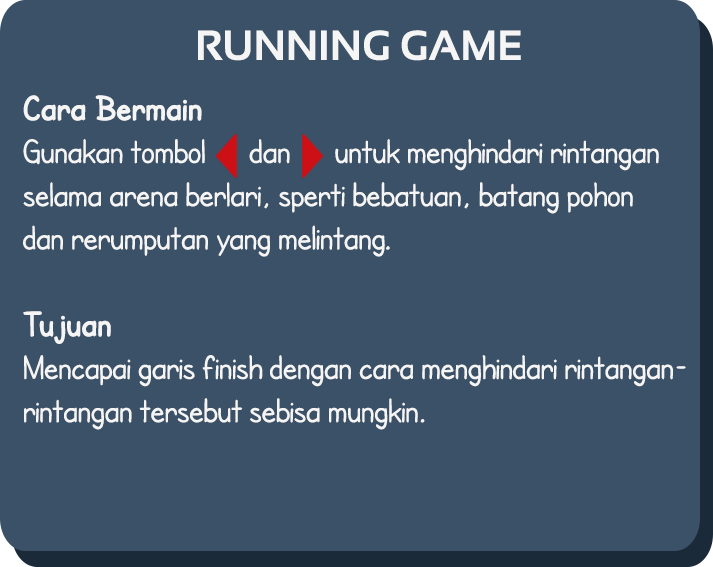 RUNNING GAME
Cara Bermain
Gunakan tombol dan untuk menghindari rintangan
selama arena berlari, sperti bebatuan, batang pohon
dan rerumputan yang melintang.
Tujuan
Mencapai garis finish dengan cara menghindari rintangan-
rintangan tersebut sebisa mungkin.